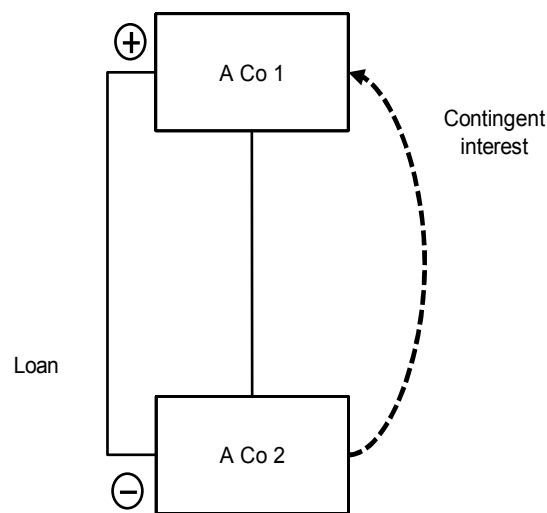 +
A Co 1
Contingent
interest
Loan
A Co 2
−